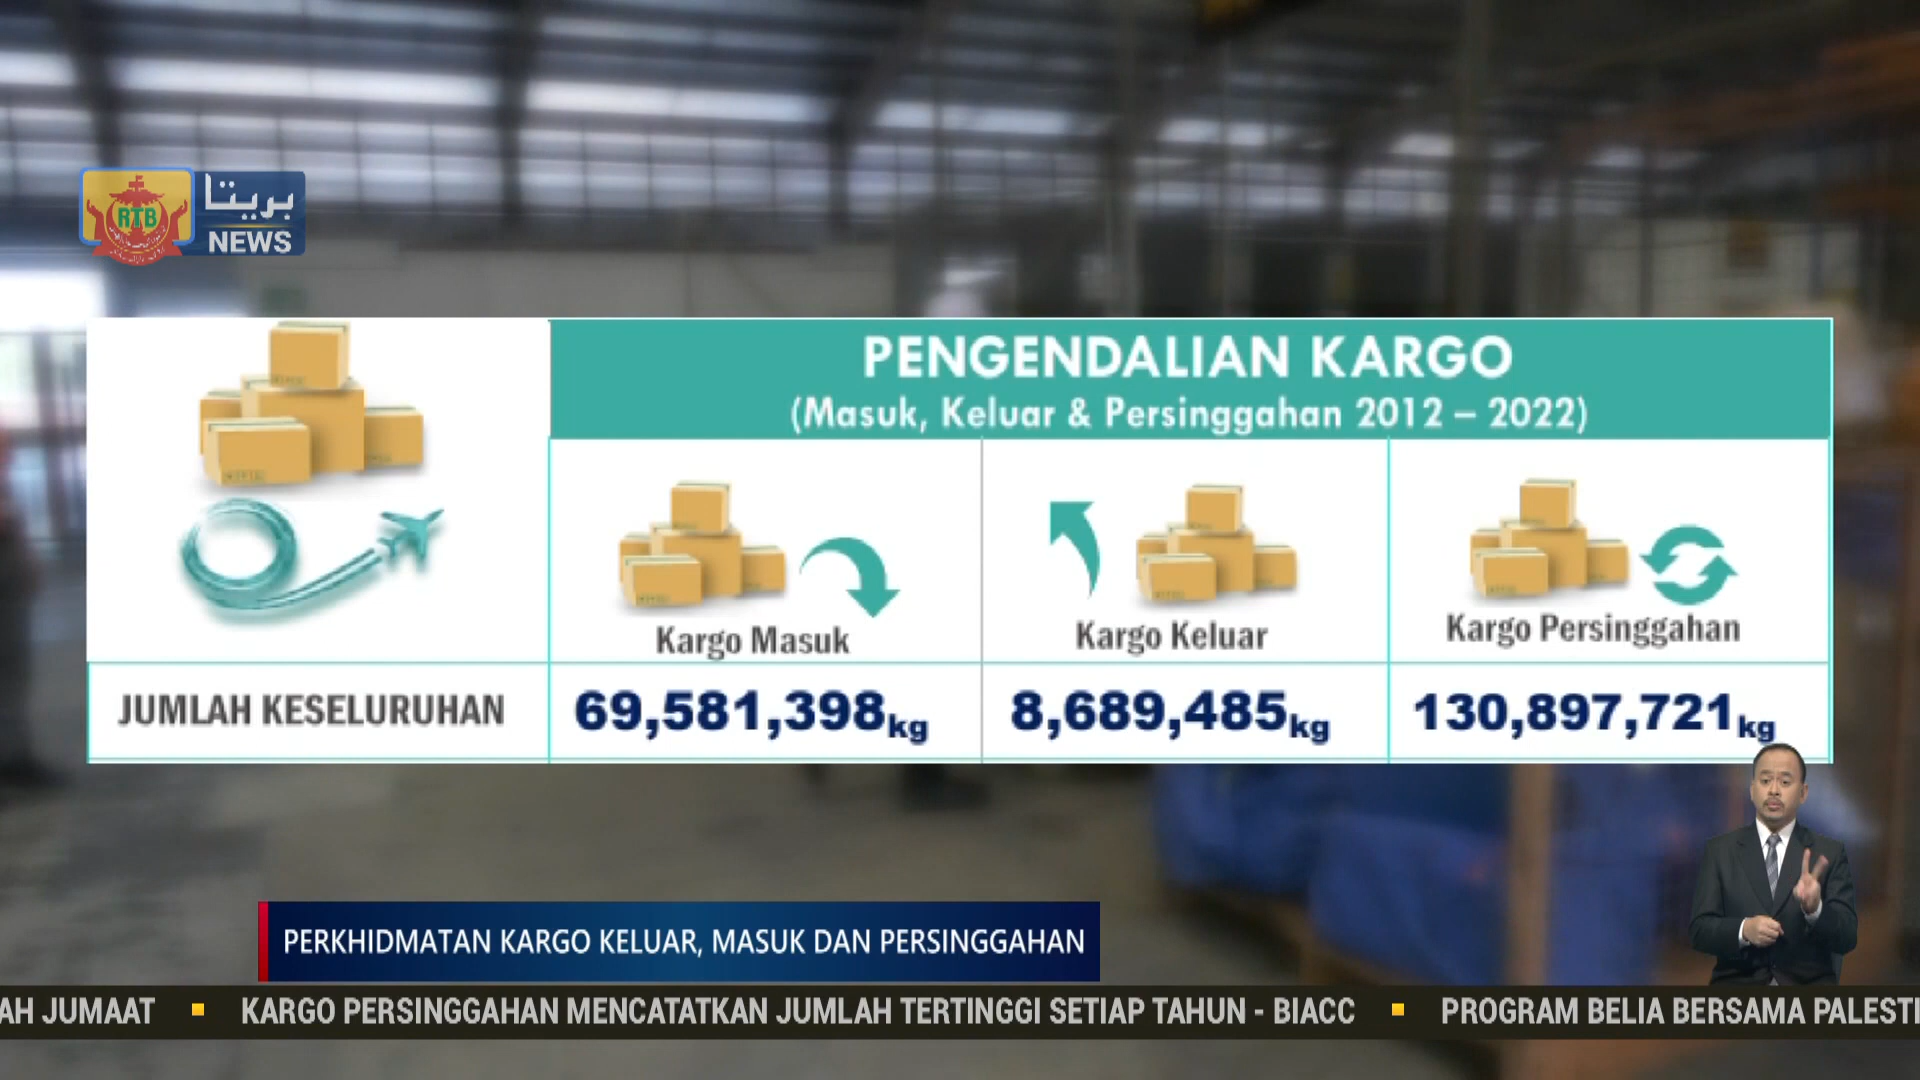 بريتا
RTB
NEWS
PENGENDALIAN KARGO
(Masuk, Keluar & Persinggahan 2012 – 2022)
Kargo Masuk
Kargo Keluar
Kargo Persinggahan
JUMLAH KESELURUHAN
69,581,398kg
8,689,485kg
130,897,721kg
PERKHIDMATAN KARGO KELUAR, MASUK DAN PERSINGGAHAN
AH JUMAAT ▪ KARGO PERSINGGAHAN MENCATATKAN JUMLAH TERTINGGI SETIAP TAHUN - BIACC ▪ PROGRAM BELIA BERSAMA PALESTI